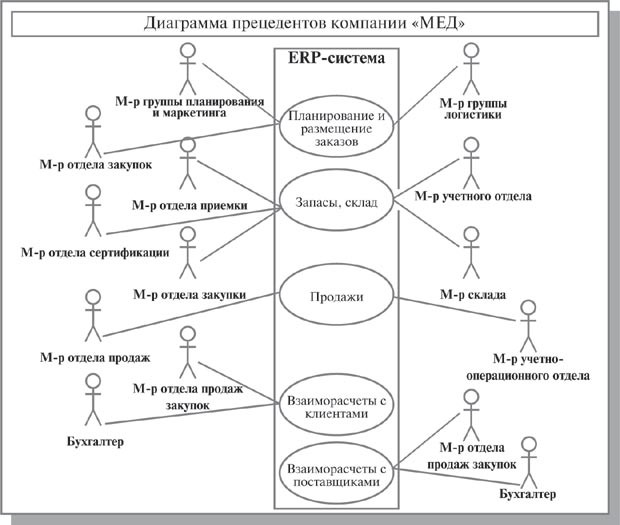 Диаграмма прецедентов компании «МЕД»
ERP-система
М-р группы планирования
и маркетинга
М-р группы
логистики
Планирование и
размещение
заказов
М-р отдела закупок
М-р отдела приемки
Запасы, склад
М-р учетного отдела
М-р отдела сертификации
М-р отдела закупки
Продажи
М-р склада
М-р отдела продаж
М-р учетно-
операционного отдела
М-р отдела продаж
закупок
Взаиморасчеты с
клиентами
Бухгалтер
М-р отдела
продаж закупок
Взаиморасчеты с
поставщиками
Бухгалтер